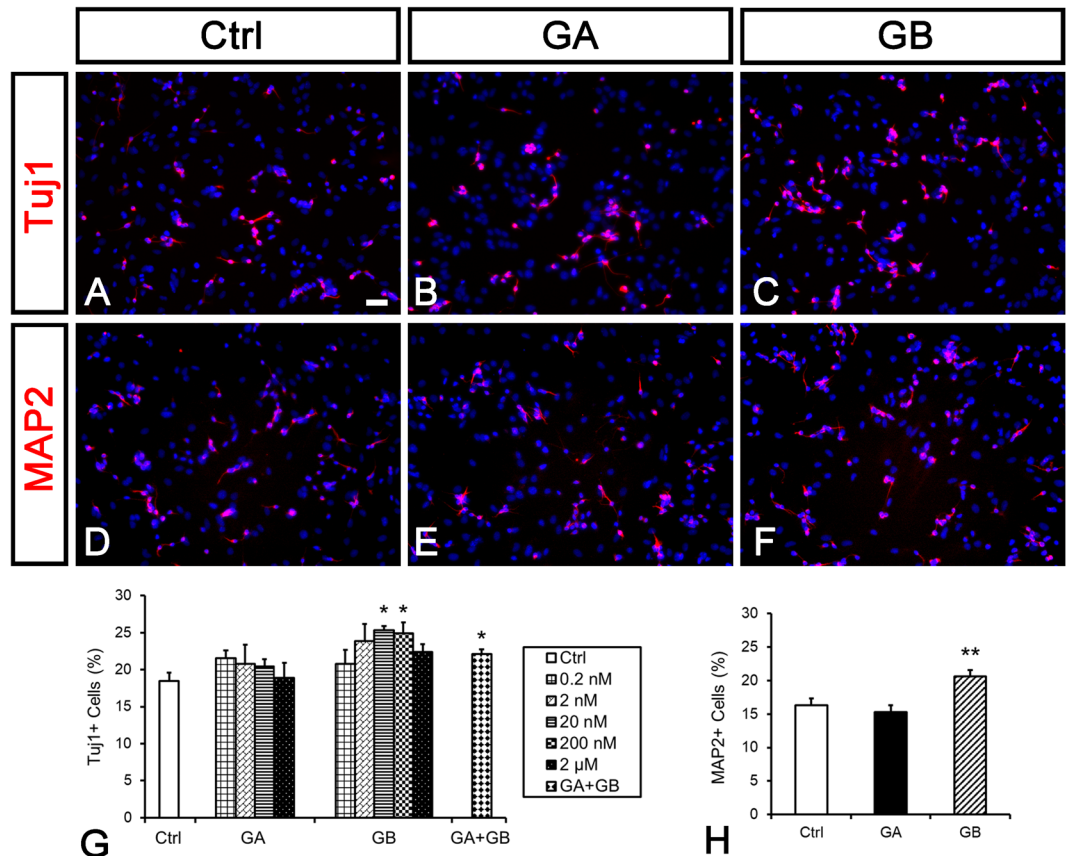 Ctrl GA GB
Tuj1
A B C
MAP2
D E F
Tuj1+ Cells (%)
30
25
20
15
10
5
0
* * *
Ctrl GA GB GA+GB
G
Ctrl
0.2 nM
2 nM
20 nM
200 nM
2 µM
GA+GB
MAP2+ Cells (%)
30
25
20
15
10
5
0
**
Ctrl GA GB
H